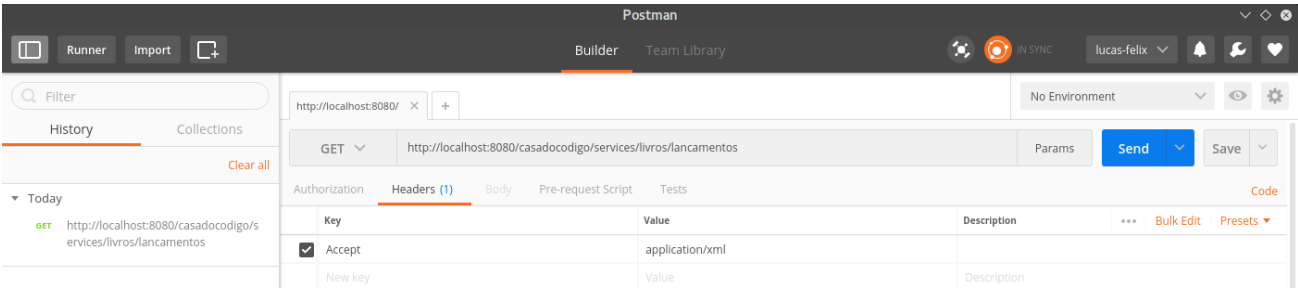 Postman
Runner Import Builder Team Library IN SYNC lucas-felix
Filter
http://localhost:8080/ No Environment
History Collections
GET http://localhost:8080/casadocodigo/services/livros/lancamentos Params Send Save
Clear all
Authorization Headers (1) Body Pre-request Script Tests Code
Today
GET http://localhost:8080/casadocodigo/s
ervices/livros/lancamentos
Key Value Description Bulk Edit Presets
Accept application/xml
New key Value Description